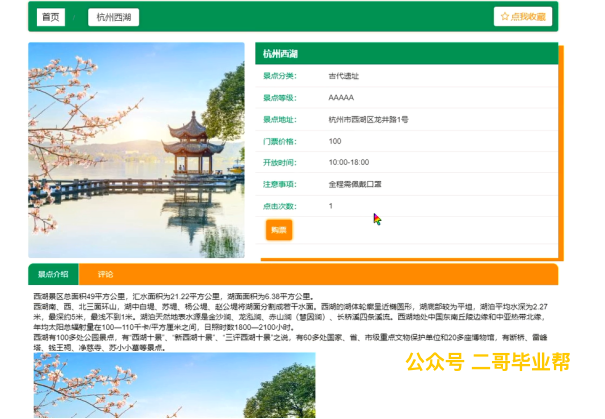 首页 / 杭州西湖
☆点我收藏
杭州西湖
景点分类: 古代遗址
景点等级: AAAAA
景点地址: 杭州市西湖区龙井路1号
门票价格: 100
开放时间: 10:00-18:00
注意事项: 全程需佩戴口罩
点击次数: 1
购票
景点介绍 评论
西湖景区总面积49平方公里，汇水面积为21.22平方公里，湖面面积为6.38平方公里。
西湖南、西、北三面环山，湖中白堤、苏堤、杨公堤、赵公堤将湖面分割成若干水面。西湖的湖体轮廓呈近椭圆形，湖底部较为平坦，湖泊平均水深为2.27
米，最深约5米，最浅不到1米。湖泊天然地表水源是金沙涧、龙泓涧、赤山涧（慧因涧）、长桥溪四条溪流。西湖地处中国东南丘陵边缘和中亚热带北缘，
年均太阳总辐射量在100—110千卡/平方厘米之间，日照时数1800—2100小时。
西湖有100多处公园景点，有“西湖十景”、“新西湖十景”、“三评西湖十景”之说，有60多处国家、省、市级重点文物保护单位和20多座博物馆，有断桥、雷峰
塔、钱王祠、净慈寺、苏小小墓等景点。
公众号 二哥毕业帮